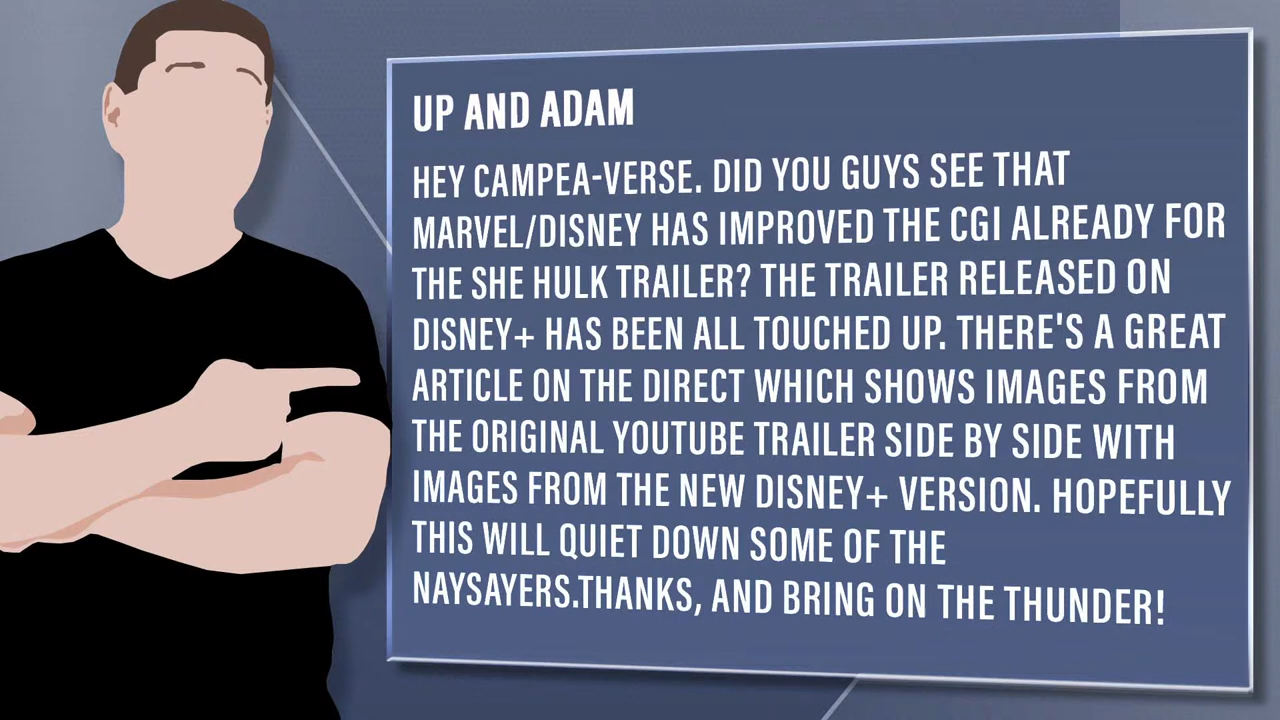 UP AND ADAM
HEY CAMPEA-VERSE. DID YOU GUYS SEE THAT
MARVEL/DISNEY HAS IMPROVED THE CGI ALREADY FOR
THE SHE HULK TRAILER? THE TRAILER RELEASED ON
DISNEY+ HAS BEEN ALL TOUCHED UP. THERE'S A GREAT
ARTICLE ON THE DIRECT WHICH SHOWS IMAGES FROM
THE ORIGINAL YOUTUBE TRAILER SIDE BY SIDE WITH
IMAGES FROM THE NEW DISNEY+ VERSION. HOPEFULLY
THIS WILL QUIET DOWN SOME OF THE
NAYSAYERS.THANKS, AND BRING ON THE THUNDER!